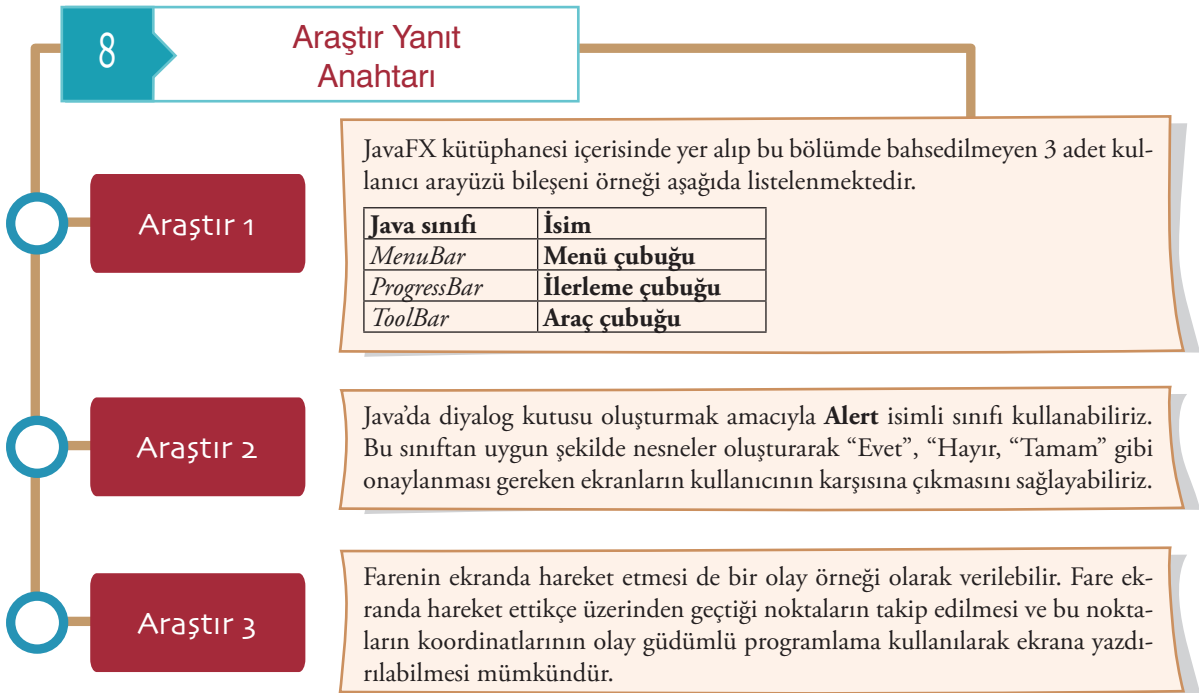 8
Araştır Yanıt
Anahtarı
Araştır 1
JavaFX kütüphanesi içerisinde yer alıp bu bölümde bahsedilmeyen 3 adet kul-
lanıcı arayüzü bileşeni örneği aşağıda listelenmektedir.
Java sınıfı İsim
MenuBar Menü çubuğu
ProgressBar İlerleme çubuğu
ToolBar Araç çubuğu
Araştır 2
Java’da diyalog kutusu oluşturmak amacıyla Alert isimli sınıfı kullanabiliriz.
Bu sınıftan uygun şekilde nesneler oluşturarak “Evet”, “Hayır, “Tamam” gibi
onaylanması gereken ekranların kullanıcının karşısına çıkmasını sağlayabiliriz.
Araştır 3
Farenin ekranda hareket etmesi de bir olay örneği olarak verilebilir. Fare ek-
randa hareket ettikçe üzerinden geçtiği noktaların takip edilmesi ve bu nokta-
ların koordinatlarının olay güdümlü programlama kullanılarak ekrana yazdı-
rılabilmesi mümkündür.